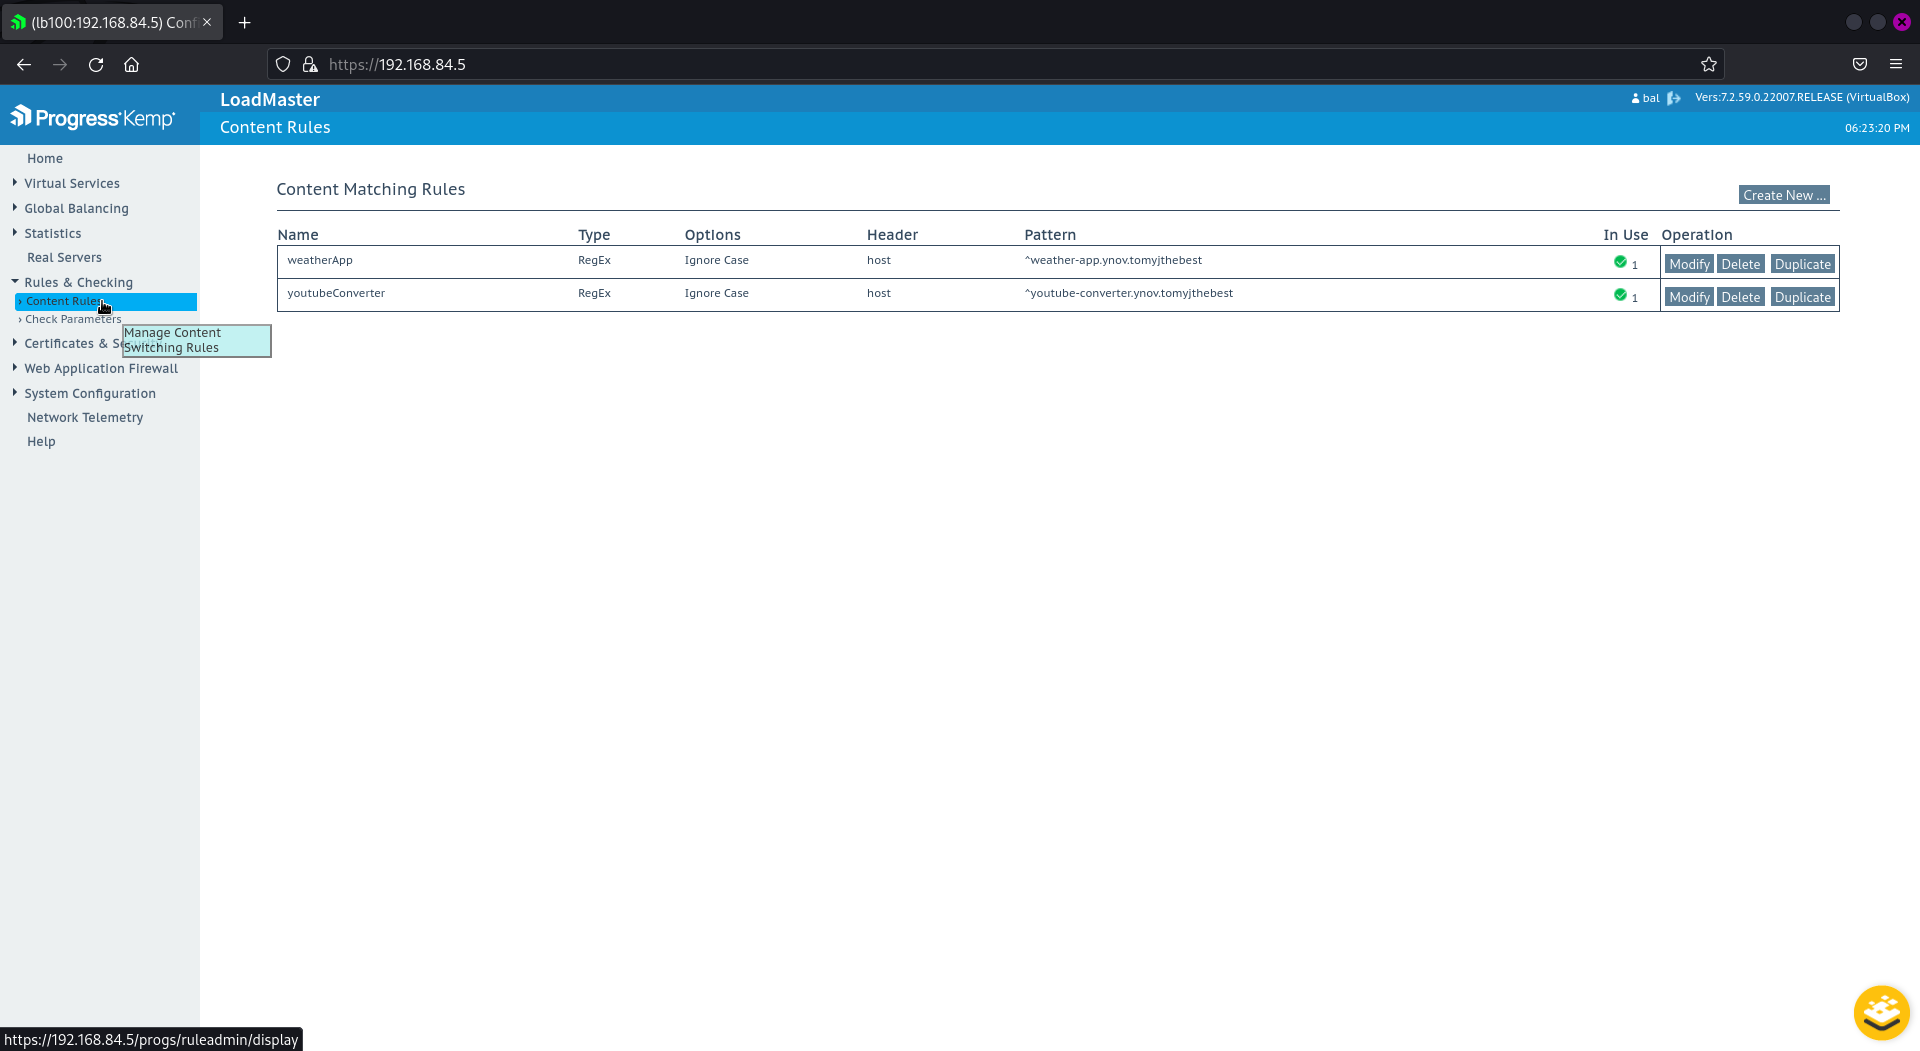 (lb100:192.168.84.5) Conf
https://192.168.84.5
Progress Kemp
LoadMaster
bal
Vers:7.2.59.0.22007.RELEASE (VirtualBox)
Content Rules
06:23:20 PM
Home
Virtual Services
Global Balancing
Statistics
Real Servers
Rules & Checking
› Content Rules
› Check Parameters
Manage Content
Switching Rules
Certificates & Security
Web Application Firewall
System Configuration
Network Telemetry
Help
Content Matching Rules
Create New ...
Name Type Options Header Pattern In Use Operation
weatherApp RegEx Ignore Case host ^weather-app.ynov.tomyjthebest 1 Modify Delete Duplicate
youtubeConverter RegEx Ignore Case host ^youtube-converter.ynov.tomyjthebest 1 Modify Delete Duplicate
https://192.168.84.5/progs/ruleadmin/display